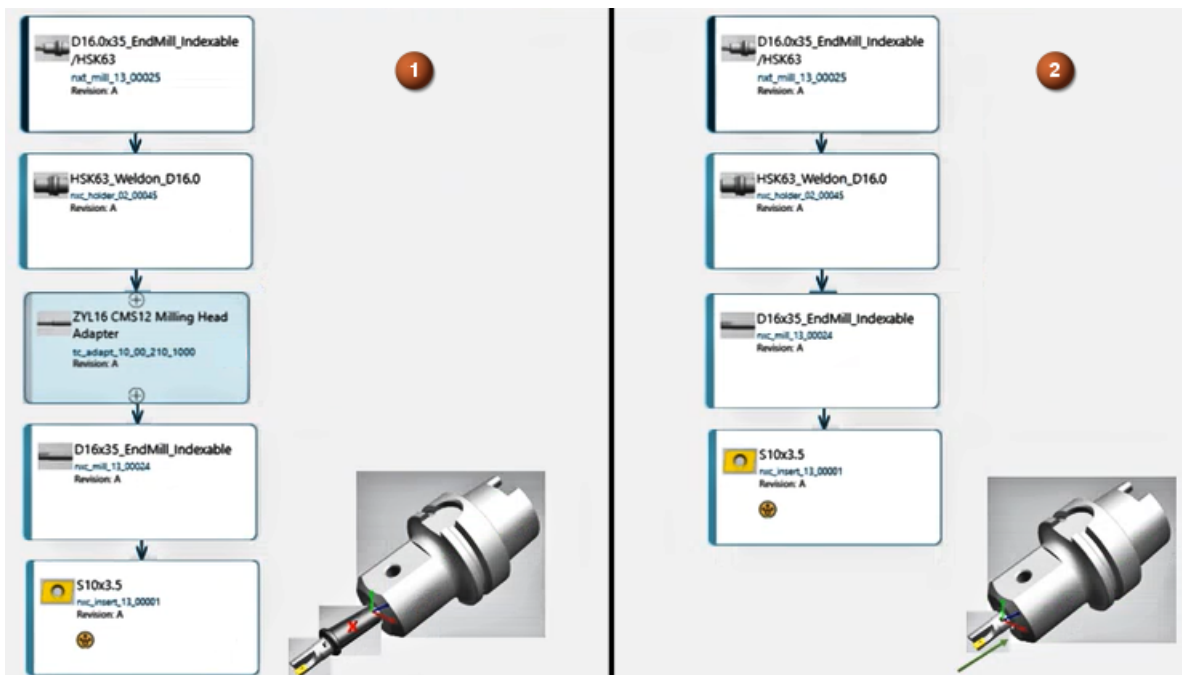 D16.0x35_EndMill_Indexable
/HSK63
nxt_mill_13_00025
Revision: A
1
HSK63_Weldon_D16.0
nxc_holder_02_00045
Revision: A
ZYL16 CMS12 Milling Head
Adapter
tc_adapt_10_00_210_1000
Revision: A
D16x35_EndMill_Indexable
nxc_mill_13_00024
Revision: A
S10x3.5
nxc_insert_13_00001
Revision: A
X
D16.0x35_EndMill_Indexable
/HSK63
nxt_mill_13_00025
Revision: A
2
HSK63_Weldon_D16.0
nxc_holder_02_00045
Revision: A
D16x35_EndMill_Indexable
nxc_mill_13_00024
Revision: A
S10x3.5
nxc_insert_13_00001
Revision: A